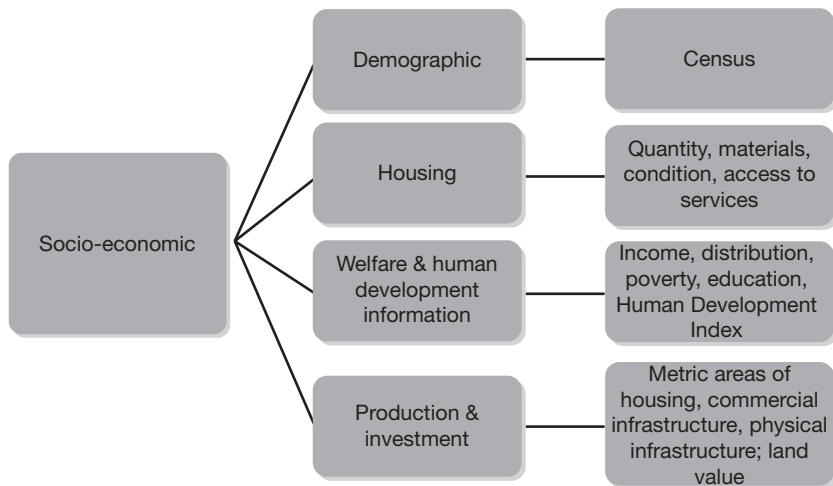 Socio-economic
Demographic
Census
Housing
Quantity, materials,
condition, access to
services
Welfare & human
development
information
Income, distribution,
poverty, education,
Human Development
Index
Production &
investment
Metric areas of
housing, commercial
infrastructure, physical
infrastructure; land
value